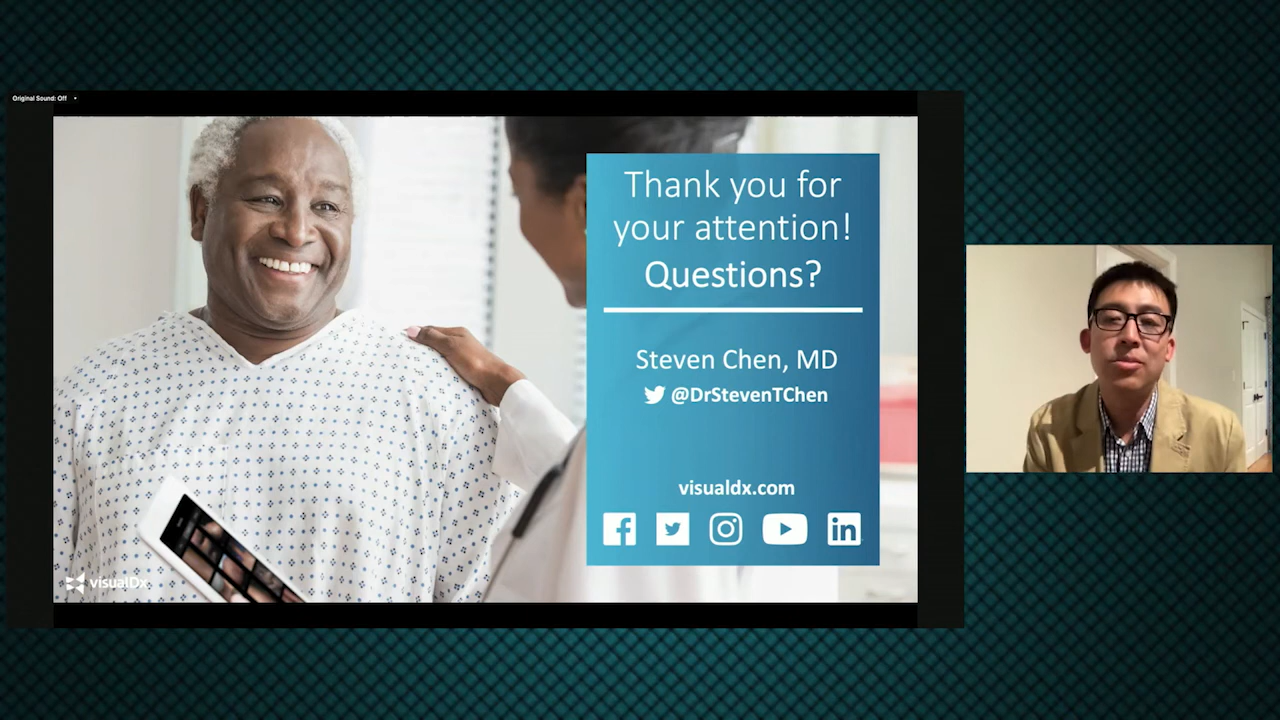 Original Sound: Off
Thank you for
your attention!
Questions?
Steven Chen, MD
@DrStevenTChen
visualdx.com
visualDx